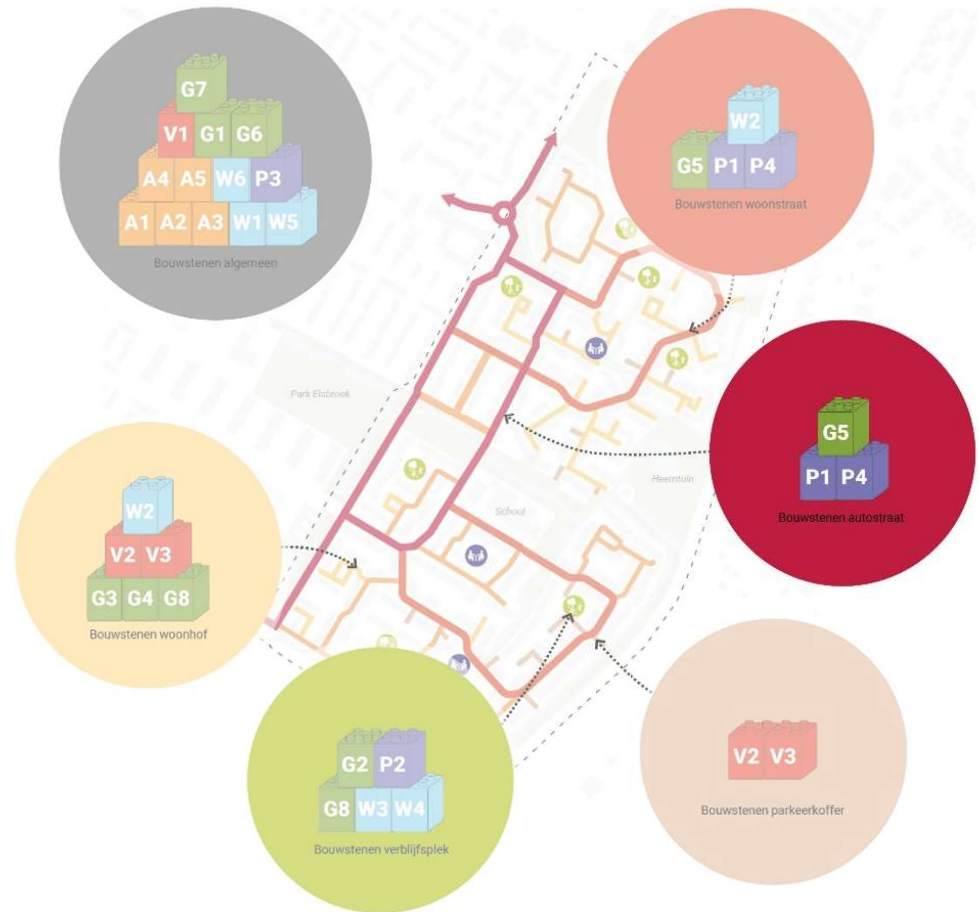 G7
V1 G1 G6
A4 A5 W6 P3
A1 A2 A3 W1 W5
Bouwstenen algemeen
W2
G5 P1 P4
Bouwstenen woonstraat
Park Elsbroek
G5
P1 P4
Bouwstenen autostraat
Heemtuin
School
W2
V2 V3
G3 G4 G8
Bouwstenen woonhof
G2 P2
G8 W3 W4
Bouwstenen verblijfsplek
V2 V3
Bouwstenen parkeerkoffer